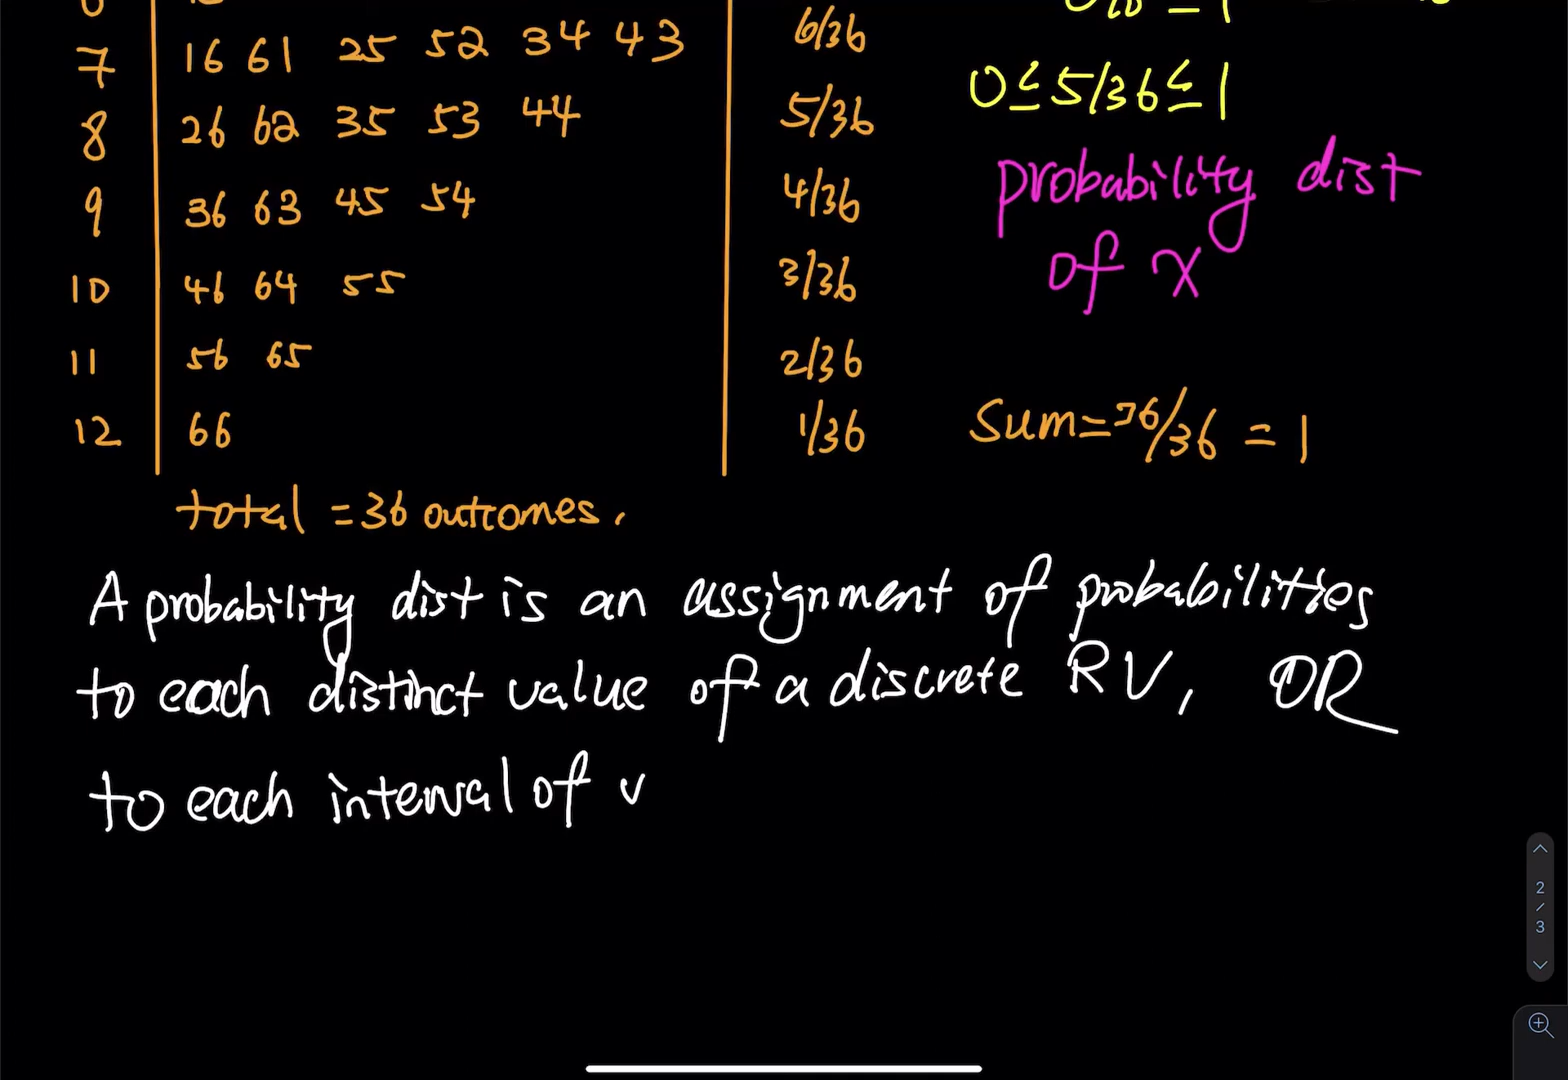 7 16 61 25 52 34 43 6/36
0≤5/36≤1
8 26 62 35 53 44 5/36
probability dist
9 36 63 45 54 4/36
of x
10 46 64 55 3/36
11 56 65 2/36
12 66 1/36 Sum=36/36 = 1
total = 36 outcomes.
A probability dist is an assignment of probabilities
to each distinct value of a discrete RV, OR
to each interval of v
2
/
3